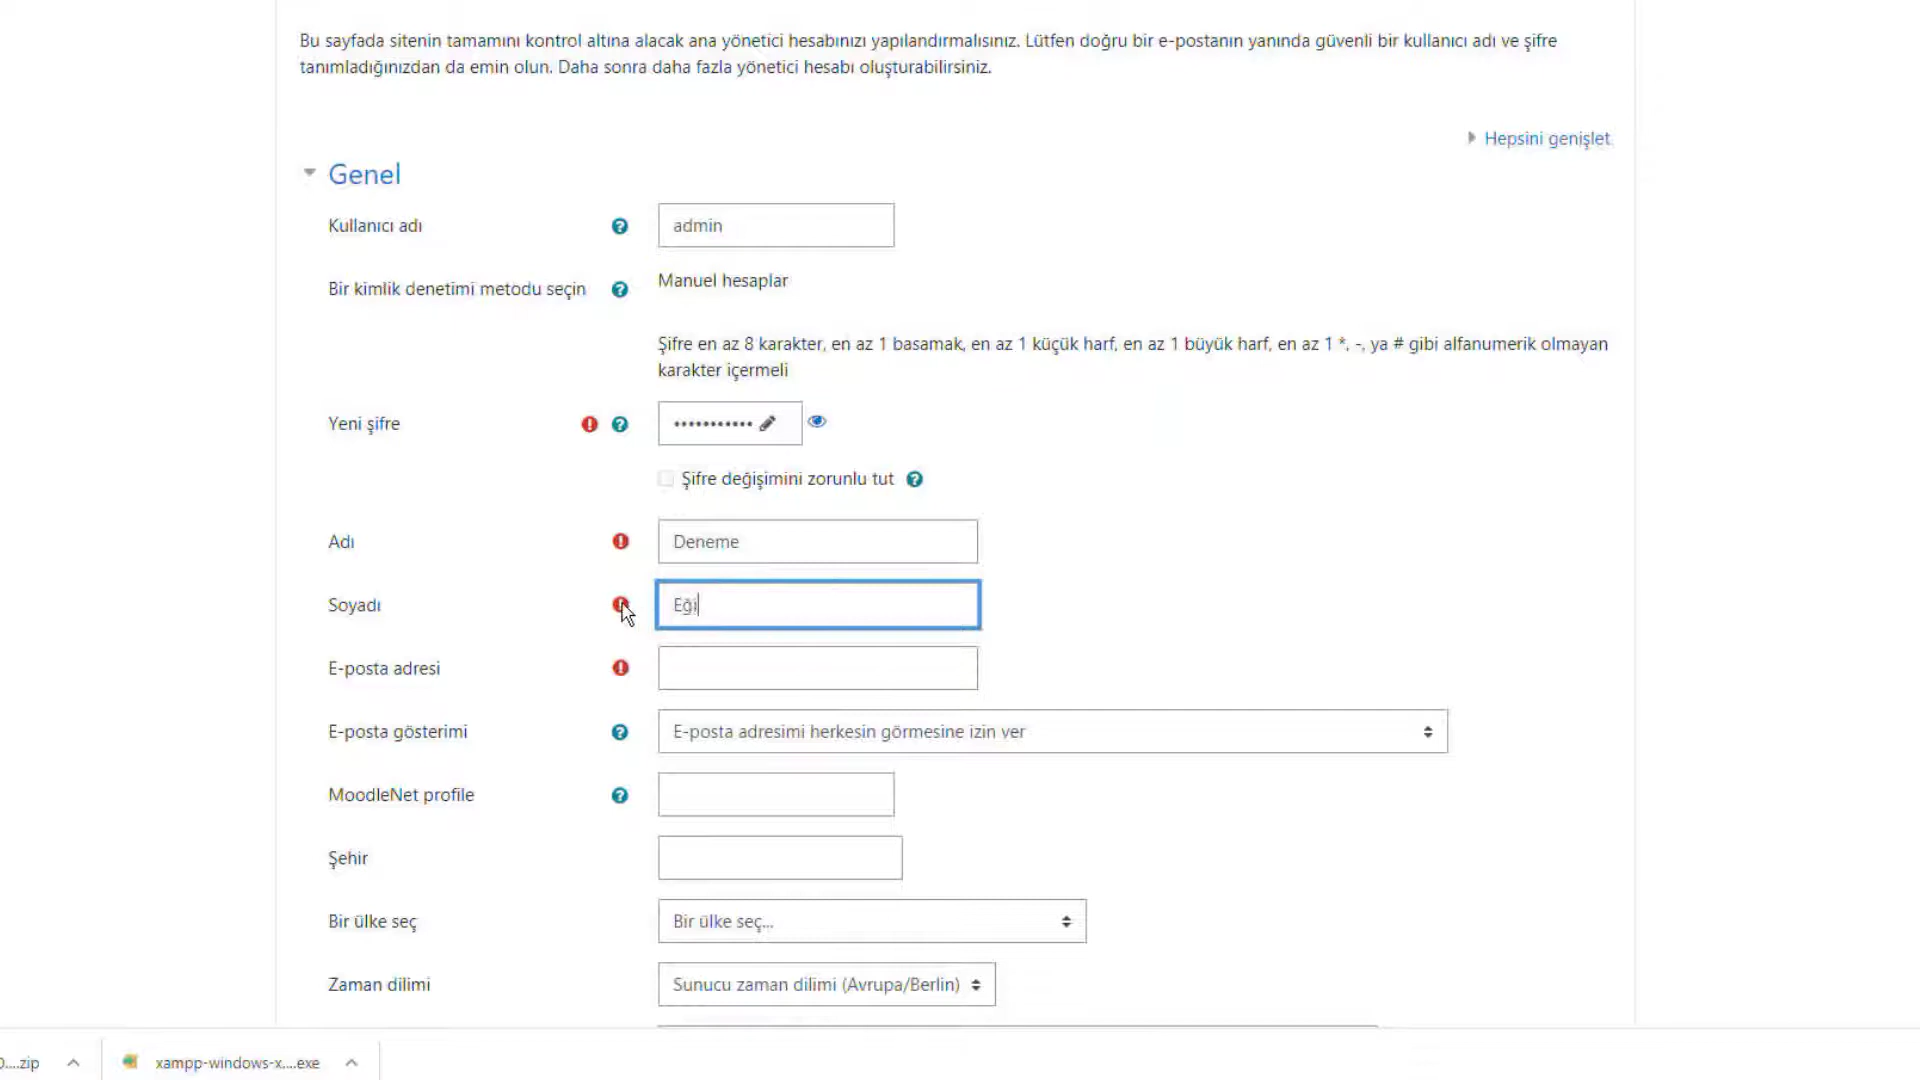 Bu sayfada sitenin tamamını kontrol altına alacak ana yönetici hesabınızı yapılandırmalısınız. Lütfen doğru bir e-postanın yanında güvenli bir kullanıcı adı ve şifre
tanımladığınızdan da emin olun. Daha sonra daha fazla yönetici hesabı oluşturabilirsiniz.
Hepsini genişlet
Genel
Kullanıcı adı
admin
Bir kimlik denetimi metodu seçin
Manuel hesaplar
Şifre en az 8 karakter, en az 1 basamak, en az 1 küçük harf, en az 1 büyük harf, en az 1 *, -, ya # gibi alfanumerik olmayan
karakter içermeli
Yeni şifre
•••••••••••
Şifre değişimini zorunlu tut
Adı
Deneme
Soyadı
Eği
E-posta adresi
E-posta gösterimi
E-posta adresimi herkesin görmesine izin ver
MoodleNet profile
Şehir
Bir ülke seç
Bir ülke seç...
Zaman dilimi
Sunucu zaman dilimi (Avrupa/Berlin)
0....zip
xampp-windows-x....exe